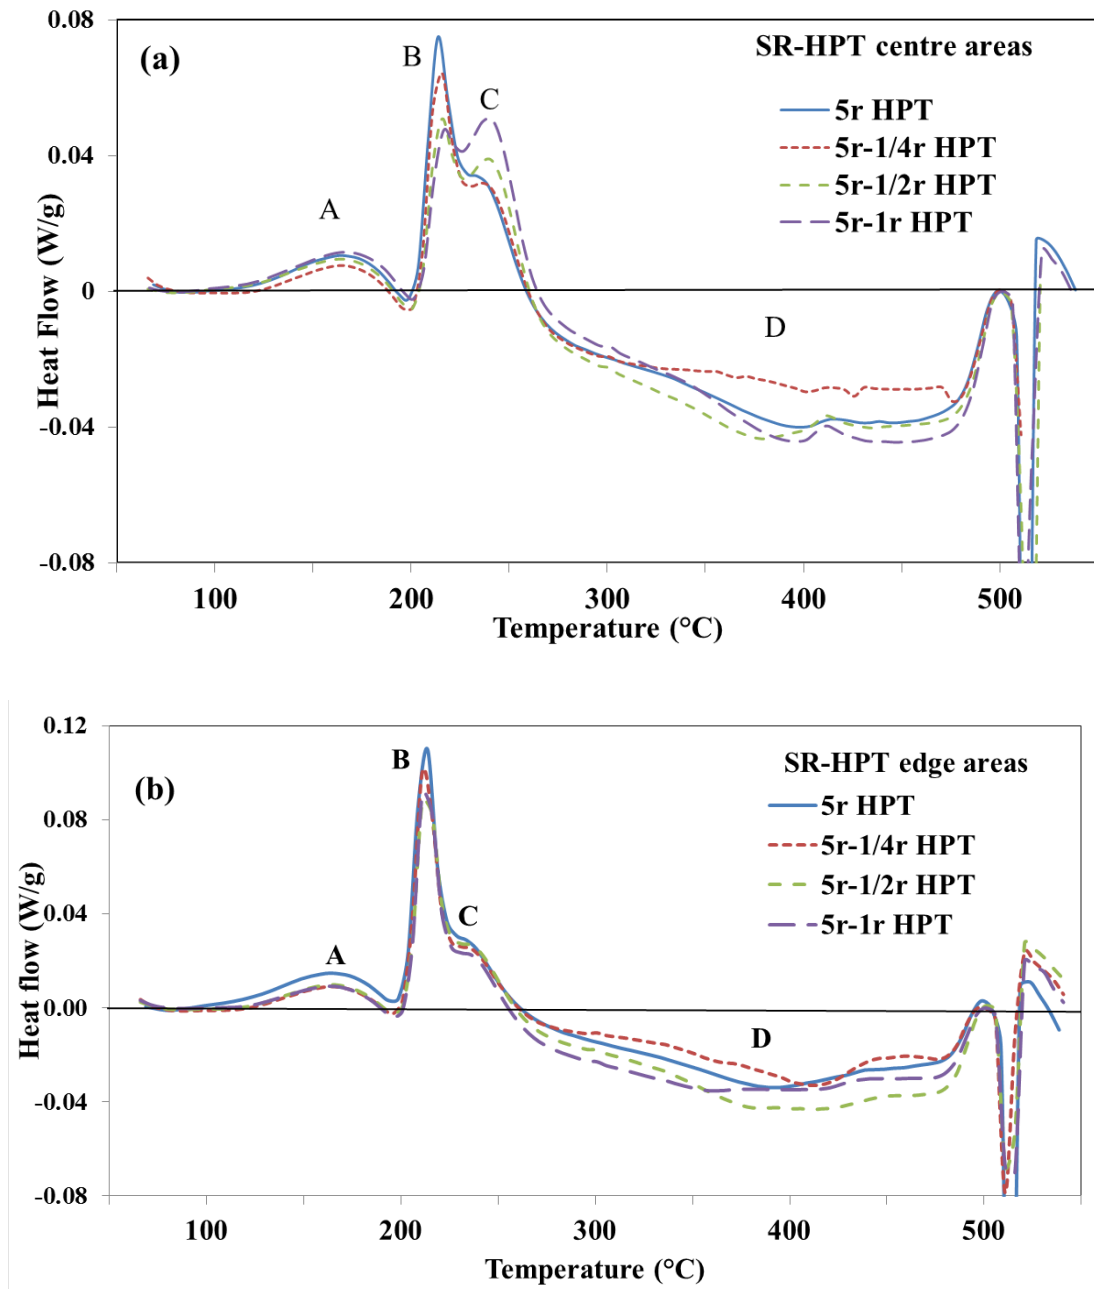 0.08
(a)
B
SR-HPT centre areas
C
5r HPT
5r-1/4r HPT
5r-1/2r HPT
5r-1r HPT
0.04
A
0
D
-0.04
-0.08
Heat Flow (W/g)
100 200 300 400 500
Temperature (°C)
0.12
B
SR-HPT edge areas
(b)
5r HPT
5r-1/4r HPT
5r-1/2r HPT
5r-1r HPT
0.08
0.04
C
A
0.00
D
-0.04
-0.08
Heat flow (W/g)
100 200 300 400 500
Temperature (°C)